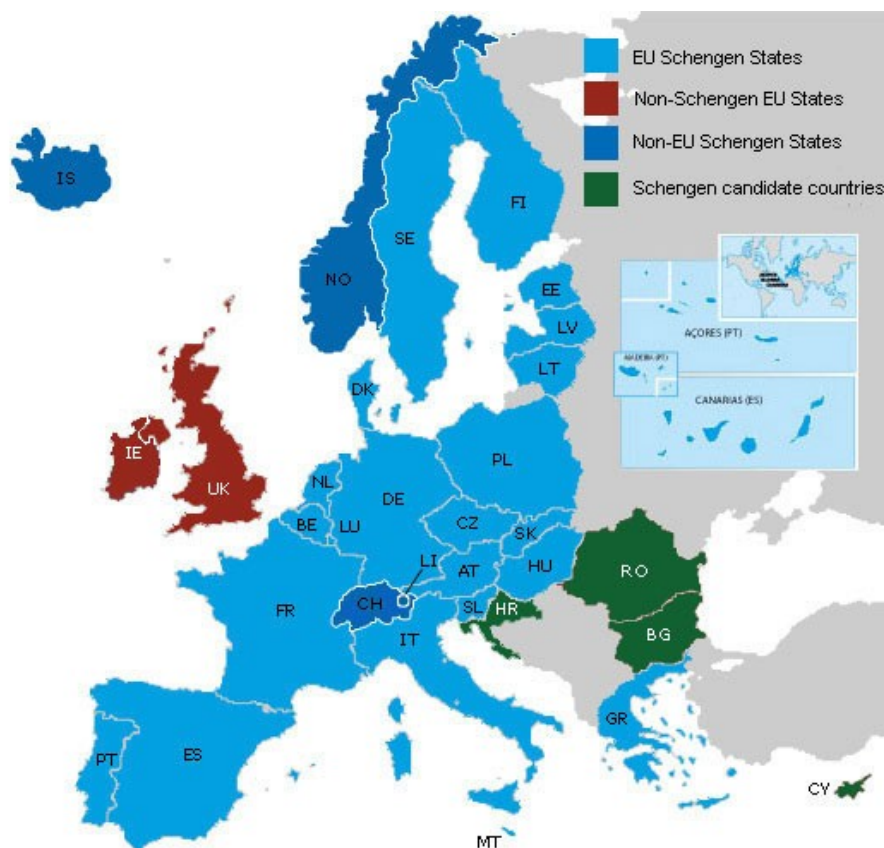 EU Schengen States
Non-Schengen EU States
Non-EU Schengen States
Schengen candidate countries
IS
FI
SE
NO
EE
LV
LT
AÇORES (PT)
MADEIRA (PT)
CANARIAS (ES)
DK
IE
UK
NL
DE
PL
BE
LU
CZ
SK
LI
AT
HU
RO
CH
SL
HR
FR
IT
BG
GR
PT
ES
CY
MT